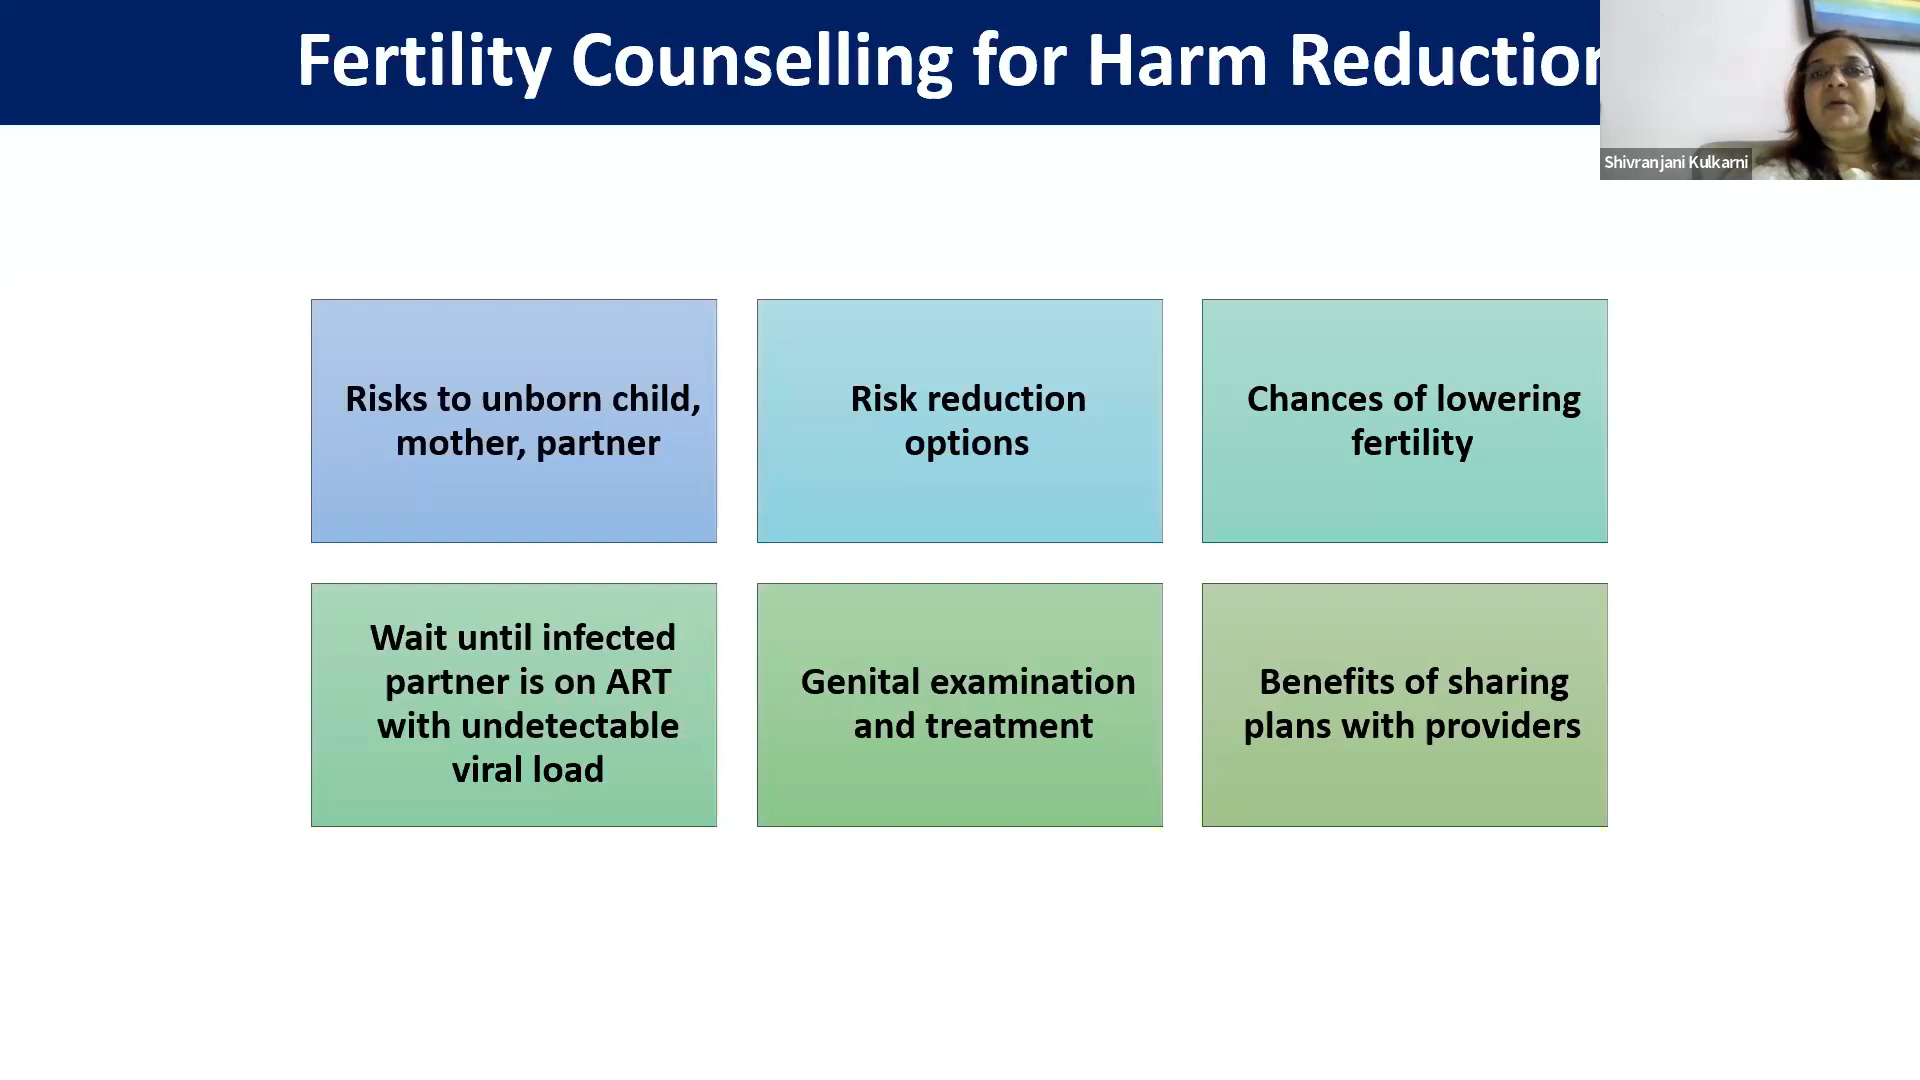 Fertility Counselling for Harm Reduction
Shivranjani Kulkarni
Risks to unborn child,
mother, partner
Risk reduction
options
Chances of lowering
fertility
Wait until infected
partner is on ART
with undetectable
viral load
Genital examination
and treatment
Benefits of sharing
plans with providers